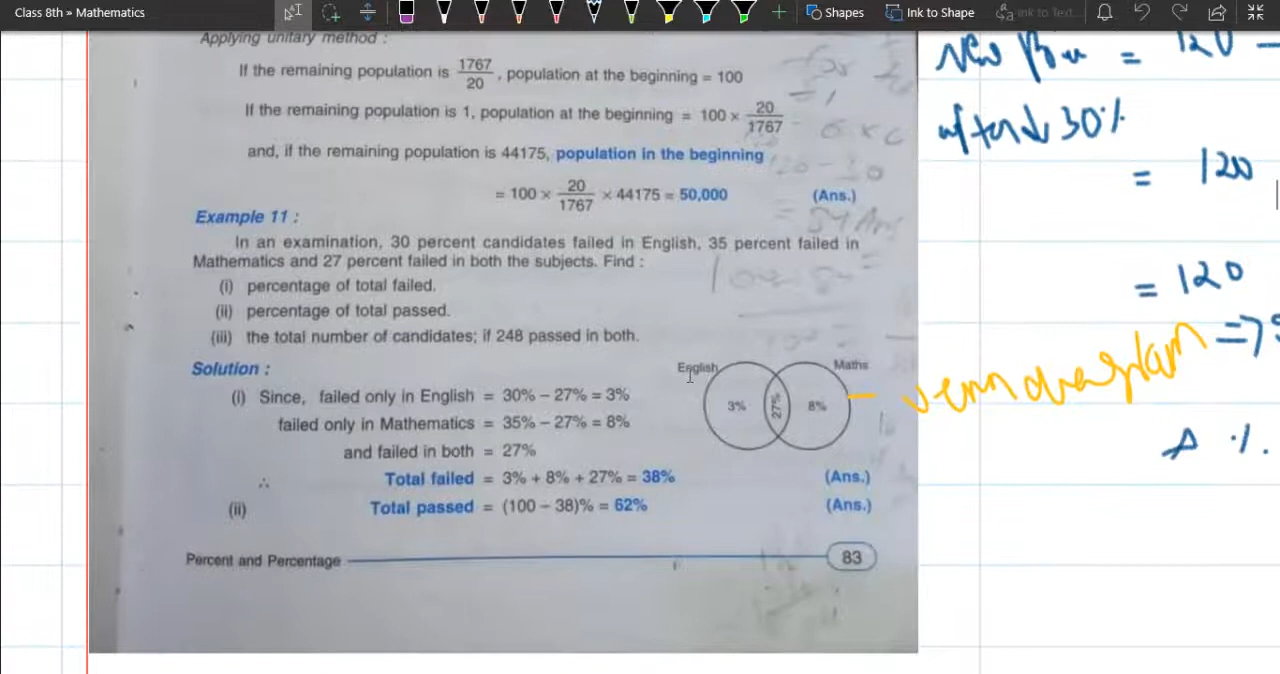 Class 8th » Mathematics
Shapes
Ink to Shape
Ink to Text
Applying unitary method :
If the remaining population is 1767/20 , population at the beginning = 100
If the remaining population is 1, population at the beginning = 100 × 20/1767
and, if the remaining population is 44175, population in the beginning
= 100 × 20/1767 × 44175 = 50,000 (Ans.)
Example 11 :
In an examination, 30 percent candidates failed in English, 35 percent failed in
Mathematics and 27 percent failed in both the subjects. Find :
(i) percentage of total failed.
(ii) percentage of total passed.
(iii) the total number of candidates; if 248 passed in both.
Solution :
(i) Since, failed only in English = 30% – 27% = 3%
failed only in Mathematics = 35% – 27% = 8%
and failed in both = 27%
∴ Total failed = 3% + 8% + 27% = 38% (Ans.)
(ii) Total passed = (100 – 38)% = 62% (Ans.)
English
Maths
3%
27%
8%
Percent and Percentage
83
= 120 –
after ↓ 30%
= 120
= 120
venn diagram